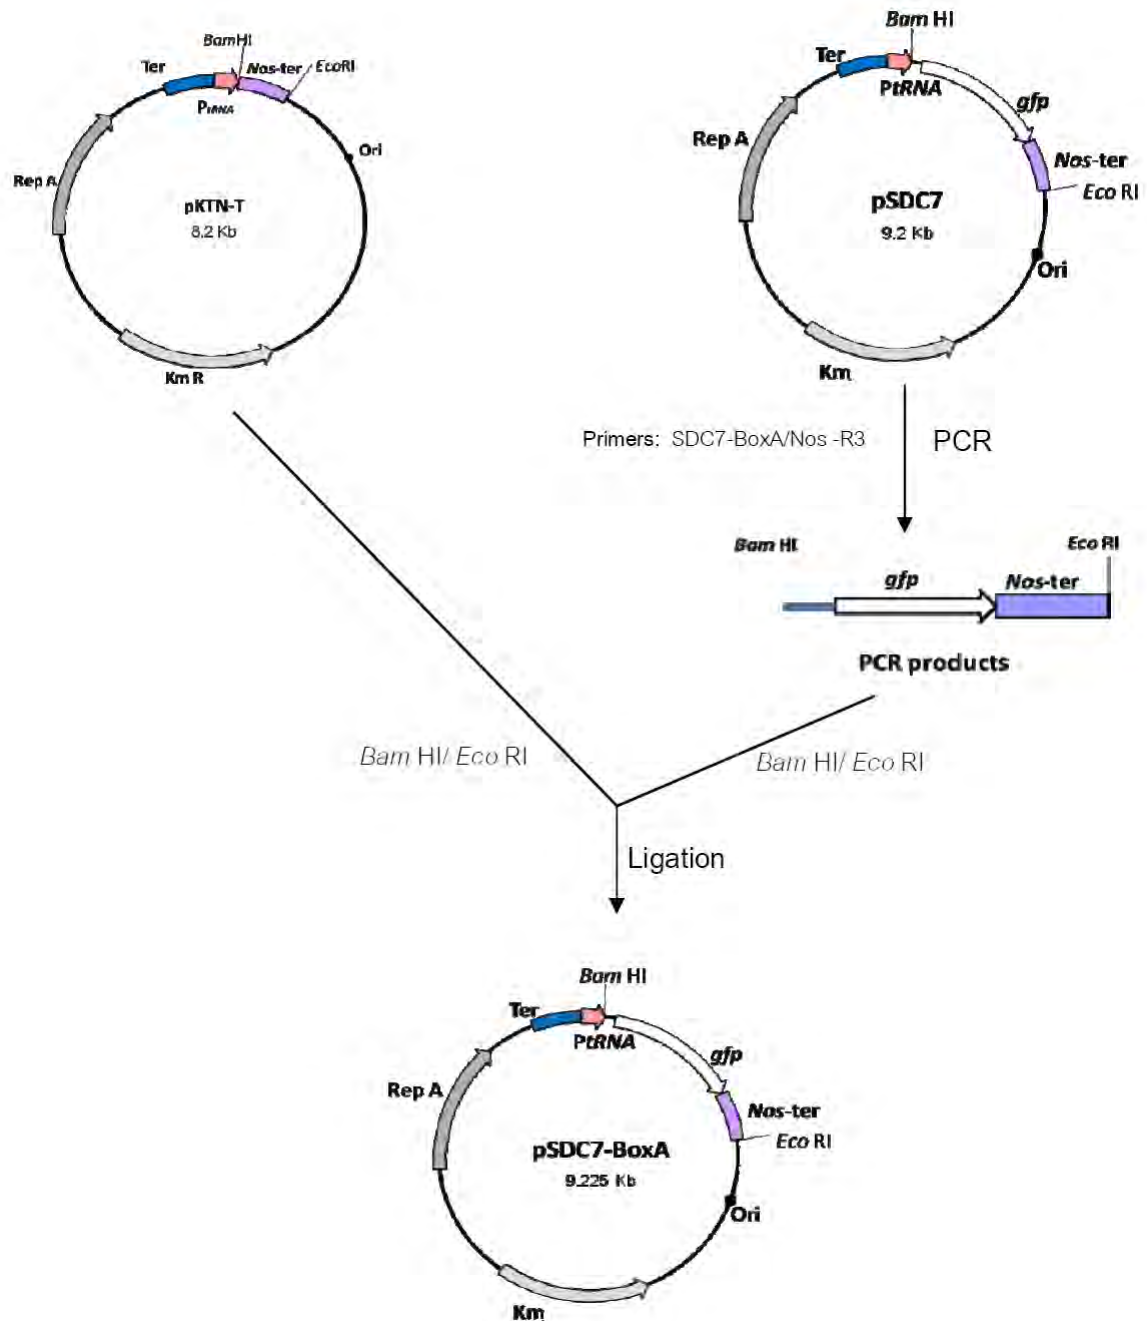 BamHI
Ter
Nos-ter
EcoRI
PtRNA
Rep A
Ori
pKTN-T
8.2 Kb
Km R
Bam HI
Ter
PtRNA
gfp
Rep A
Nos-ter
Eco RI
pSDC7
9.2 Kb
Ori
Km
Primers: SDC7-BoxA/Nos -R3
PCR
Bam HI
Eco RI
gfp
Nos-ter
PCR products
Bam HI/ Eco RI
Bam HI/ Eco RI
Ligation
Bam HI
Ter
PtRNA
gfp
Rep A
Nos-ter
Eco RI
pSDC7-BoxA
9.225 Kb
Ori
Km